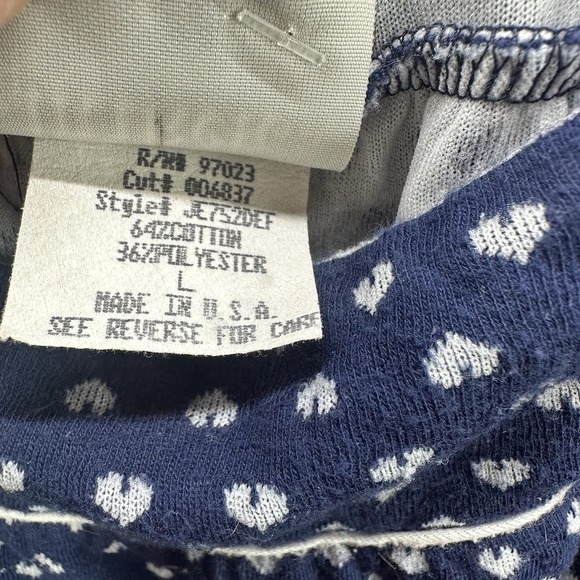 R/N# 97023
Cut# 006837
Style# JE752DEF
64%COTTON
36%POLYESTER
L
MADE IN U.S.A.
SEE REVERSE FOR CARE